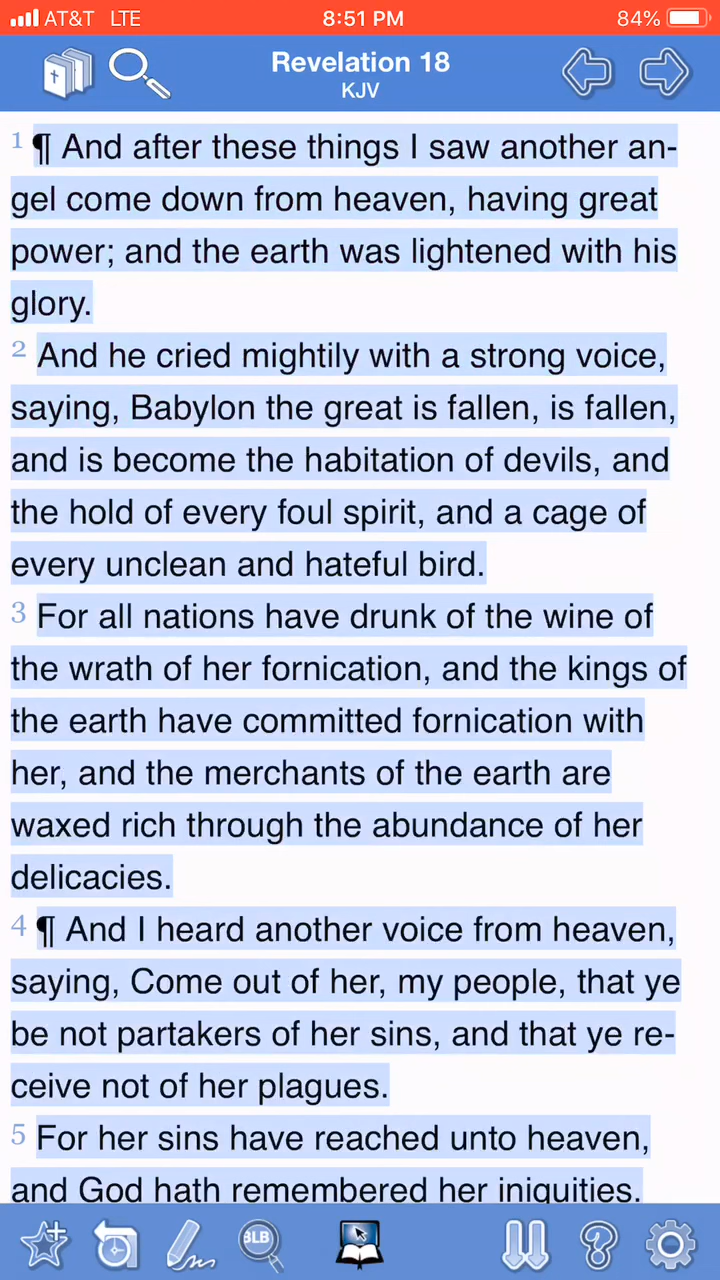 AT&T LTE 8:51 PM 84%
Revelation 18
KJV
1 ¶ And after these things I saw another an-
gel come down from heaven, having great
power; and the earth was lightened with his
glory.
2 And he cried mightily with a strong voice,
saying, Babylon the great is fallen, is fallen,
and is become the habitation of devils, and
the hold of every foul spirit, and a cage of
every unclean and hateful bird.
3 For all nations have drunk of the wine of
the wrath of her fornication, and the kings of
the earth have committed fornication with
her, and the merchants of the earth are
waxed rich through the abundance of her
delicacies.
4 ¶ And I heard another voice from heaven,
saying, Come out of her, my people, that ye
be not partakers of her sins, and that ye re-
ceive not of her plagues.
5 For her sins have reached unto heaven,
and God hath remembered her iniquities.
BLB